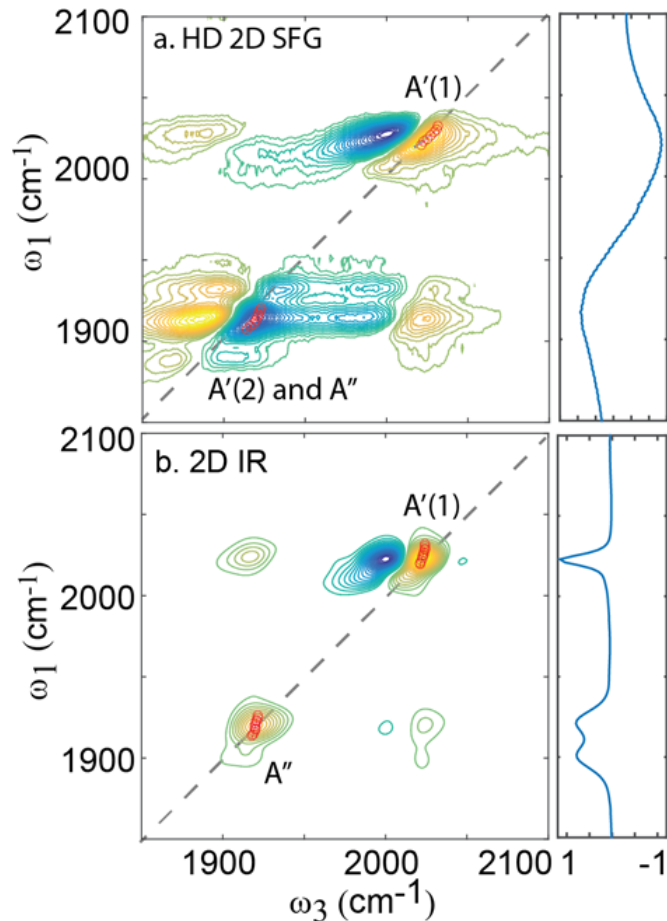 2100
a. HD 2D SFG
A′(1)
ω1 (cm-1)
2000
1900
A′(2) and A″
2100
b. 2D IR
A′(1)
ω1 (cm-1)
2000
1900
A″
1900
2000
2100
1
-1
ω3 (cm-1)